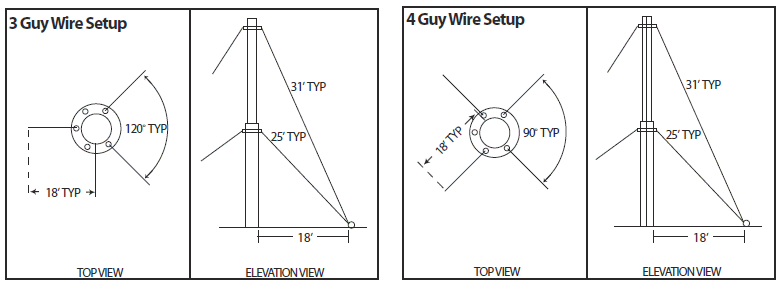 3 Guy Wire Setup
120° TYP
18' TYP
TOP VIEW
31' TYP
25' TYP
18'
ELEVATION VIEW
4 Guy Wire Setup
18' TYP
90° TYP
TOP VIEW
31' TYP
25' TYP
18'
ELEVATION VIEW